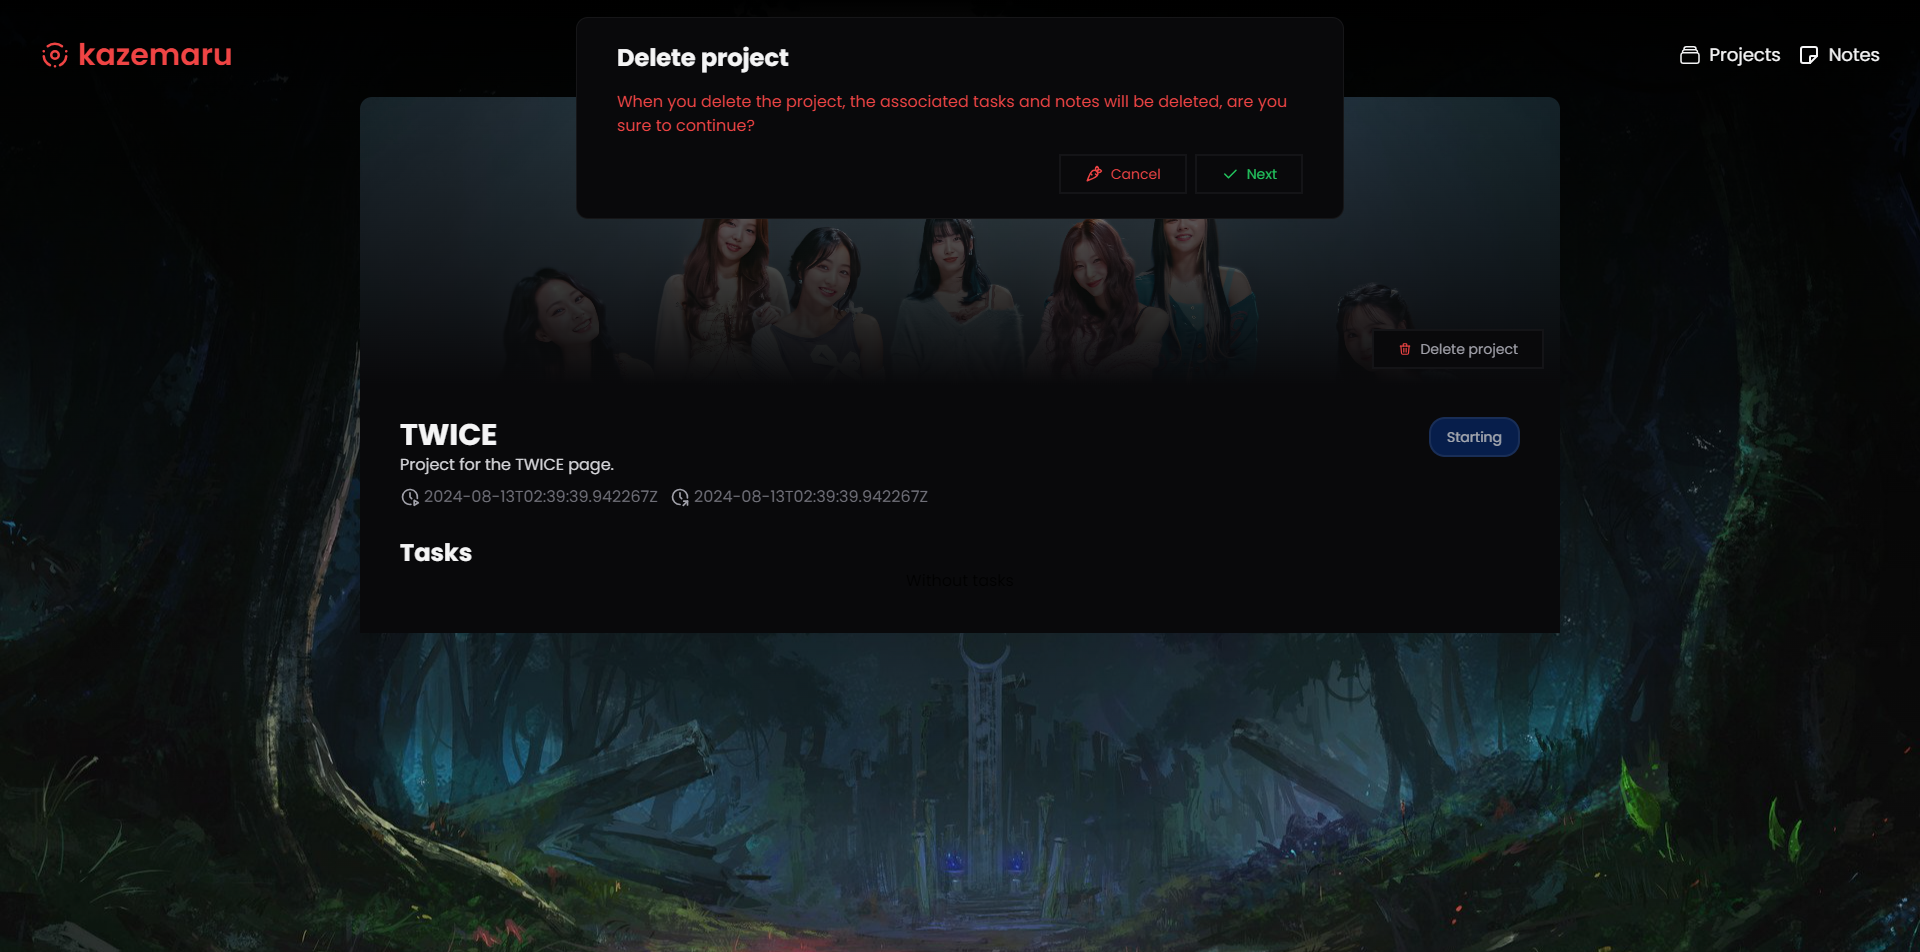 kazemaru
Projects
Notes
Delete project
When you delete the project, the associated tasks and notes will be deleted, are you
sure to continue?
Cancel
Next
Delete project
TWICE
Starting
Project for the TWICE page.
2024-08-13T02:39:39.942267Z 2024-08-13T02:39:39.942267Z
Tasks
Without tasks